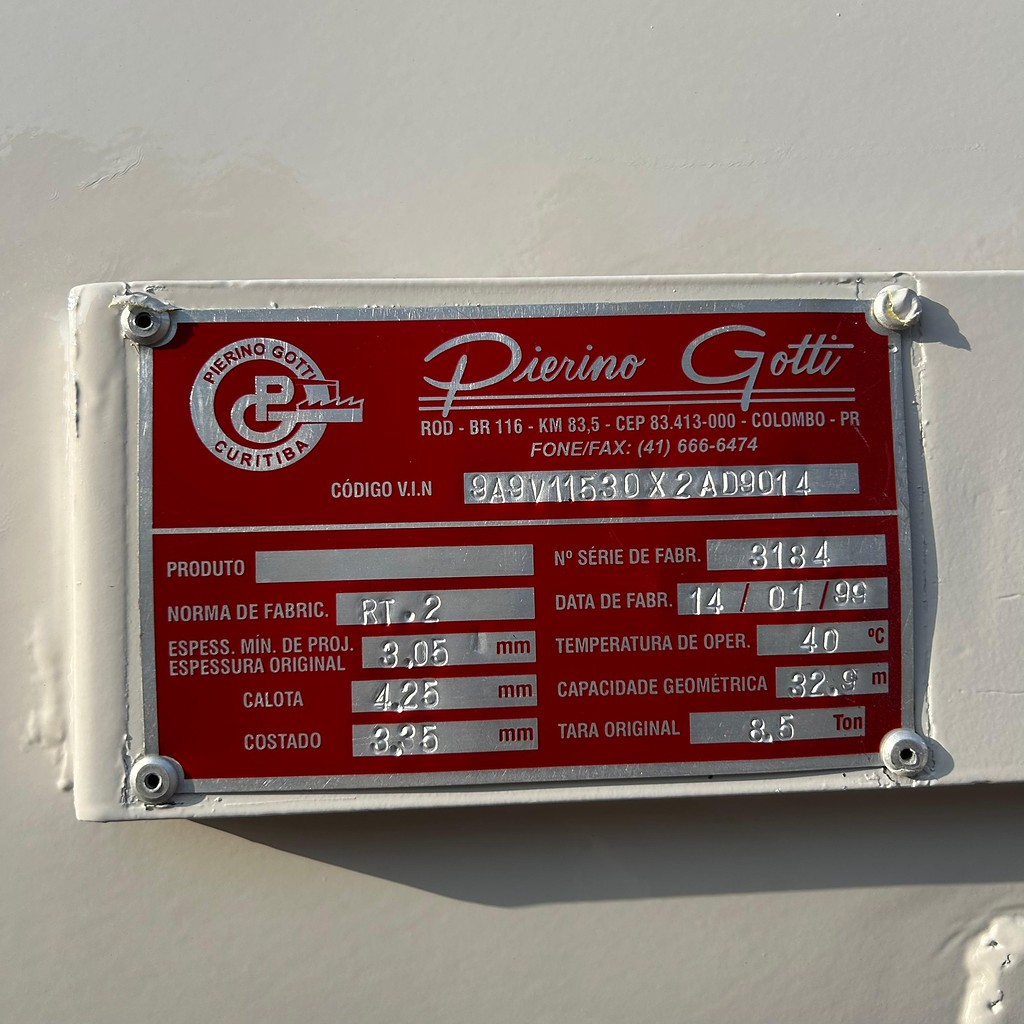 PIERINO GOTTI
PG
CURITIBA
Pierino Gotti
ROD - BR 116 - KM 83,5 - CEP 83.413-000 - COLOMBO - PR
FONE/FAX: (41) 666-6474
CÓDIGO V.I.N 9A9V11530X2AD9014
PRODUTO
Nº SÉRIE DE FABR. 3184
NORMA DE FABRIC. RT.2
DATA DE FABR. 14 / 01 / 99
ESPESS. MÍN. DE PROJ. 3,05 mm
ESPESSURA ORIGINAL
TEMPERATURA DE OPER. 40 ºC
CALOTA 4,25 mm
CAPACIDADE GEOMÉTRICA 32.9 m
COSTADO 3,35 mm
TARA ORIGINAL 8,5 Ton